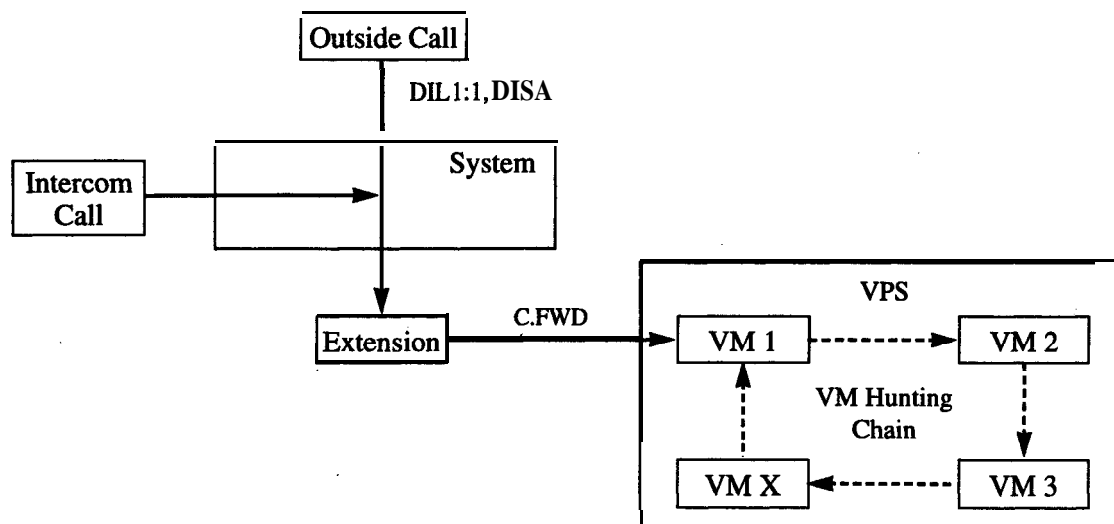 Outside Call
DIL1:1, DISA
System
Intercom
Call
VPS
C.FWD
Extension
VM 1
VM 2
VM Hunting
Chain
VM X
VM 3